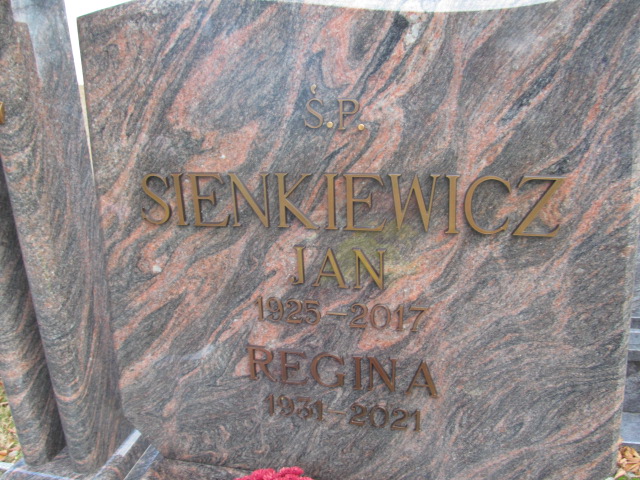 Ś.P.
SIENKIEWICZ
JAN
1925-2017
REGINA
1931-2021